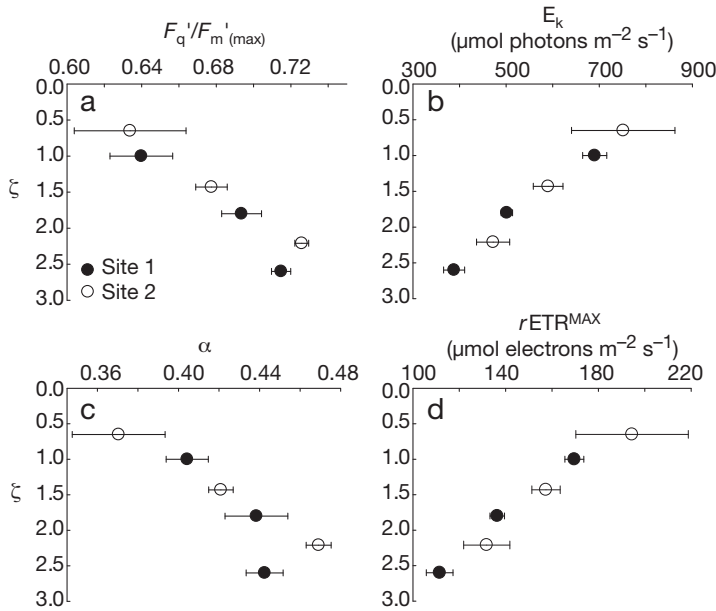 Fq'/Fm'(max)
0.60 0.64 0.68 0.72
a
0.0
0.5
1.0
1.5
2.0
2.5
3.0
ζ
Site 1
Site 2
Ek
(µmol photons m−2 s−1)
300 500 700 900
b
0.0
0.5
1.0
1.5
2.0
2.5
3.0
α
0.36 0.40 0.44 0.48
c
0.0
0.5
1.0
1.5
2.0
2.5
3.0
ζ
rETRMAX
(µmol electrons m−2 s−1)
100 140 180 220
d
0.0
0.5
1.0
1.5
2.0
2.5
3.0